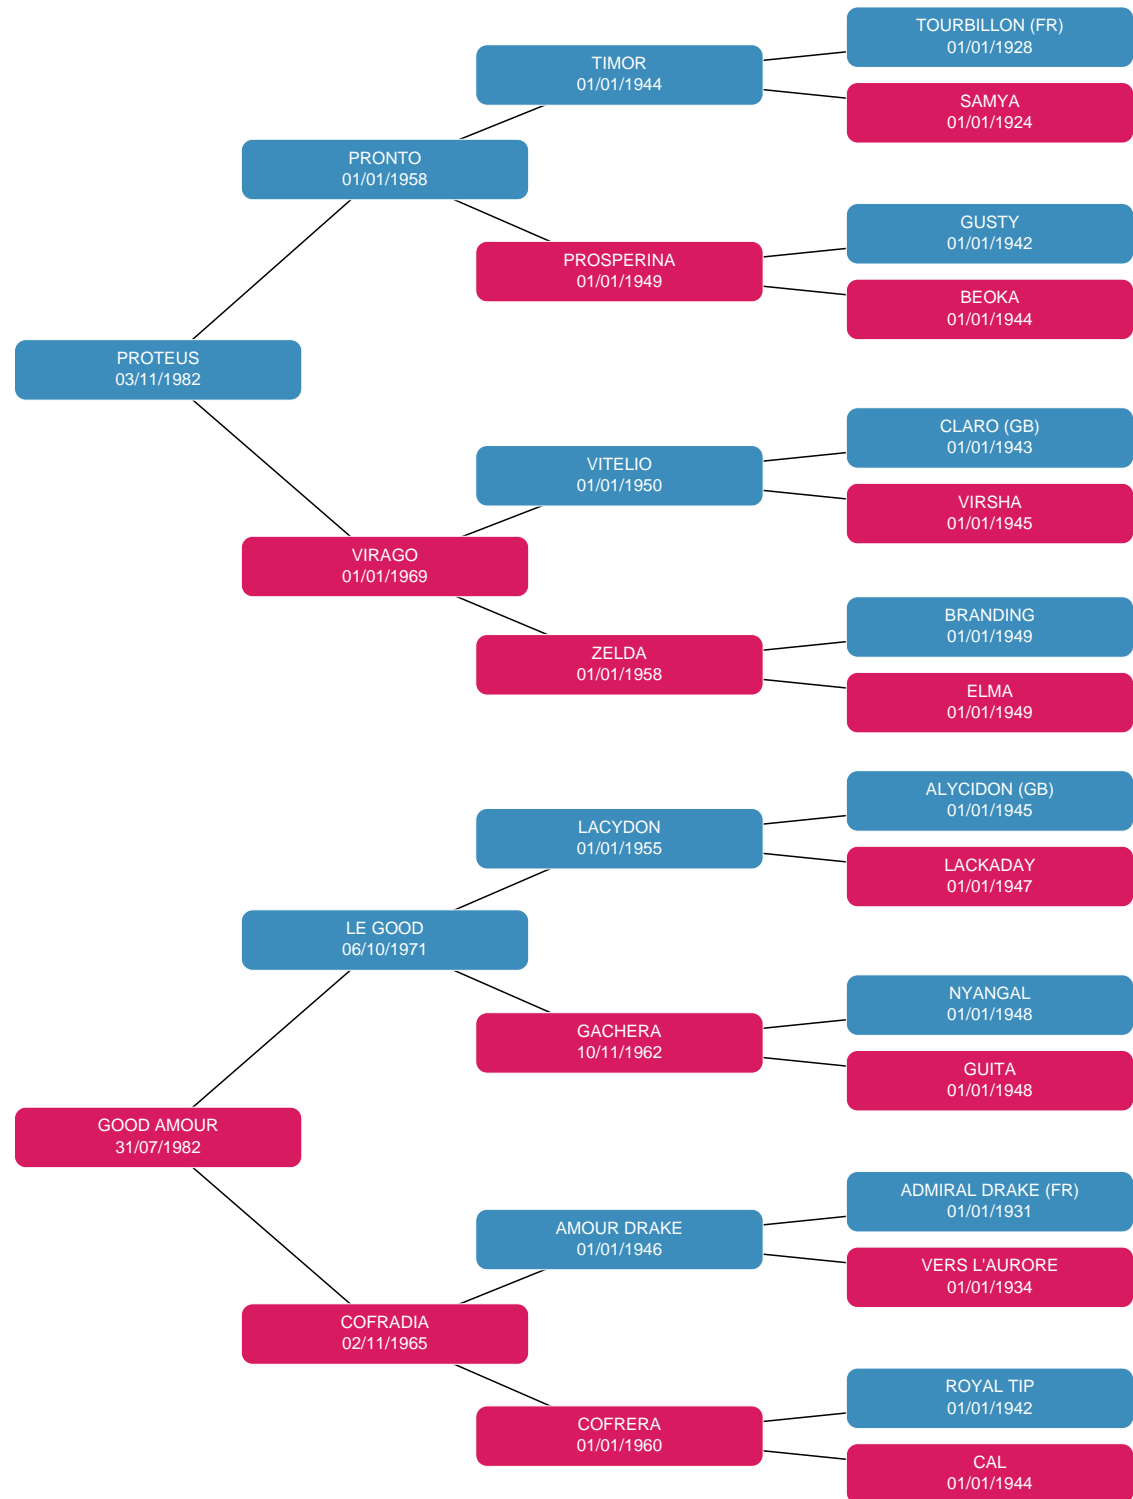 TOURBILLON (FR)
01/01/1928
TIMOR
01/01/1944
SAMYA
01/01/1924
PRONTO
01/01/1958
GUSTY
01/01/1942
PROSPERINA
01/01/1949
BEOKA
01/01/1944
PROTEUS
03/11/1982
CLARO (GB)
01/01/1943
VITELIO
01/01/1950
VIRSHA
01/01/1945
VIRAGO
01/01/1969
BRANDING
01/01/1949
ZELDA
01/01/1958
ELMA
01/01/1949
ALYCIDON (GB)
01/01/1945
LACYDON
01/01/1955
LACKADAY
01/01/1947
LE GOOD
06/10/1971
NYANGAL
01/01/1948
GACHERA
10/11/1962
GUITA
01/01/1948
GOOD AMOUR
31/07/1982
ADMIRAL DRAKE (FR)
01/01/1931
AMOUR DRAKE
01/01/1946
VERS L'AURORE
01/01/1934
COFRADIA
02/11/1965
ROYAL TIP
01/01/1942
COFRERA
01/01/1960
CAL
01/01/1944